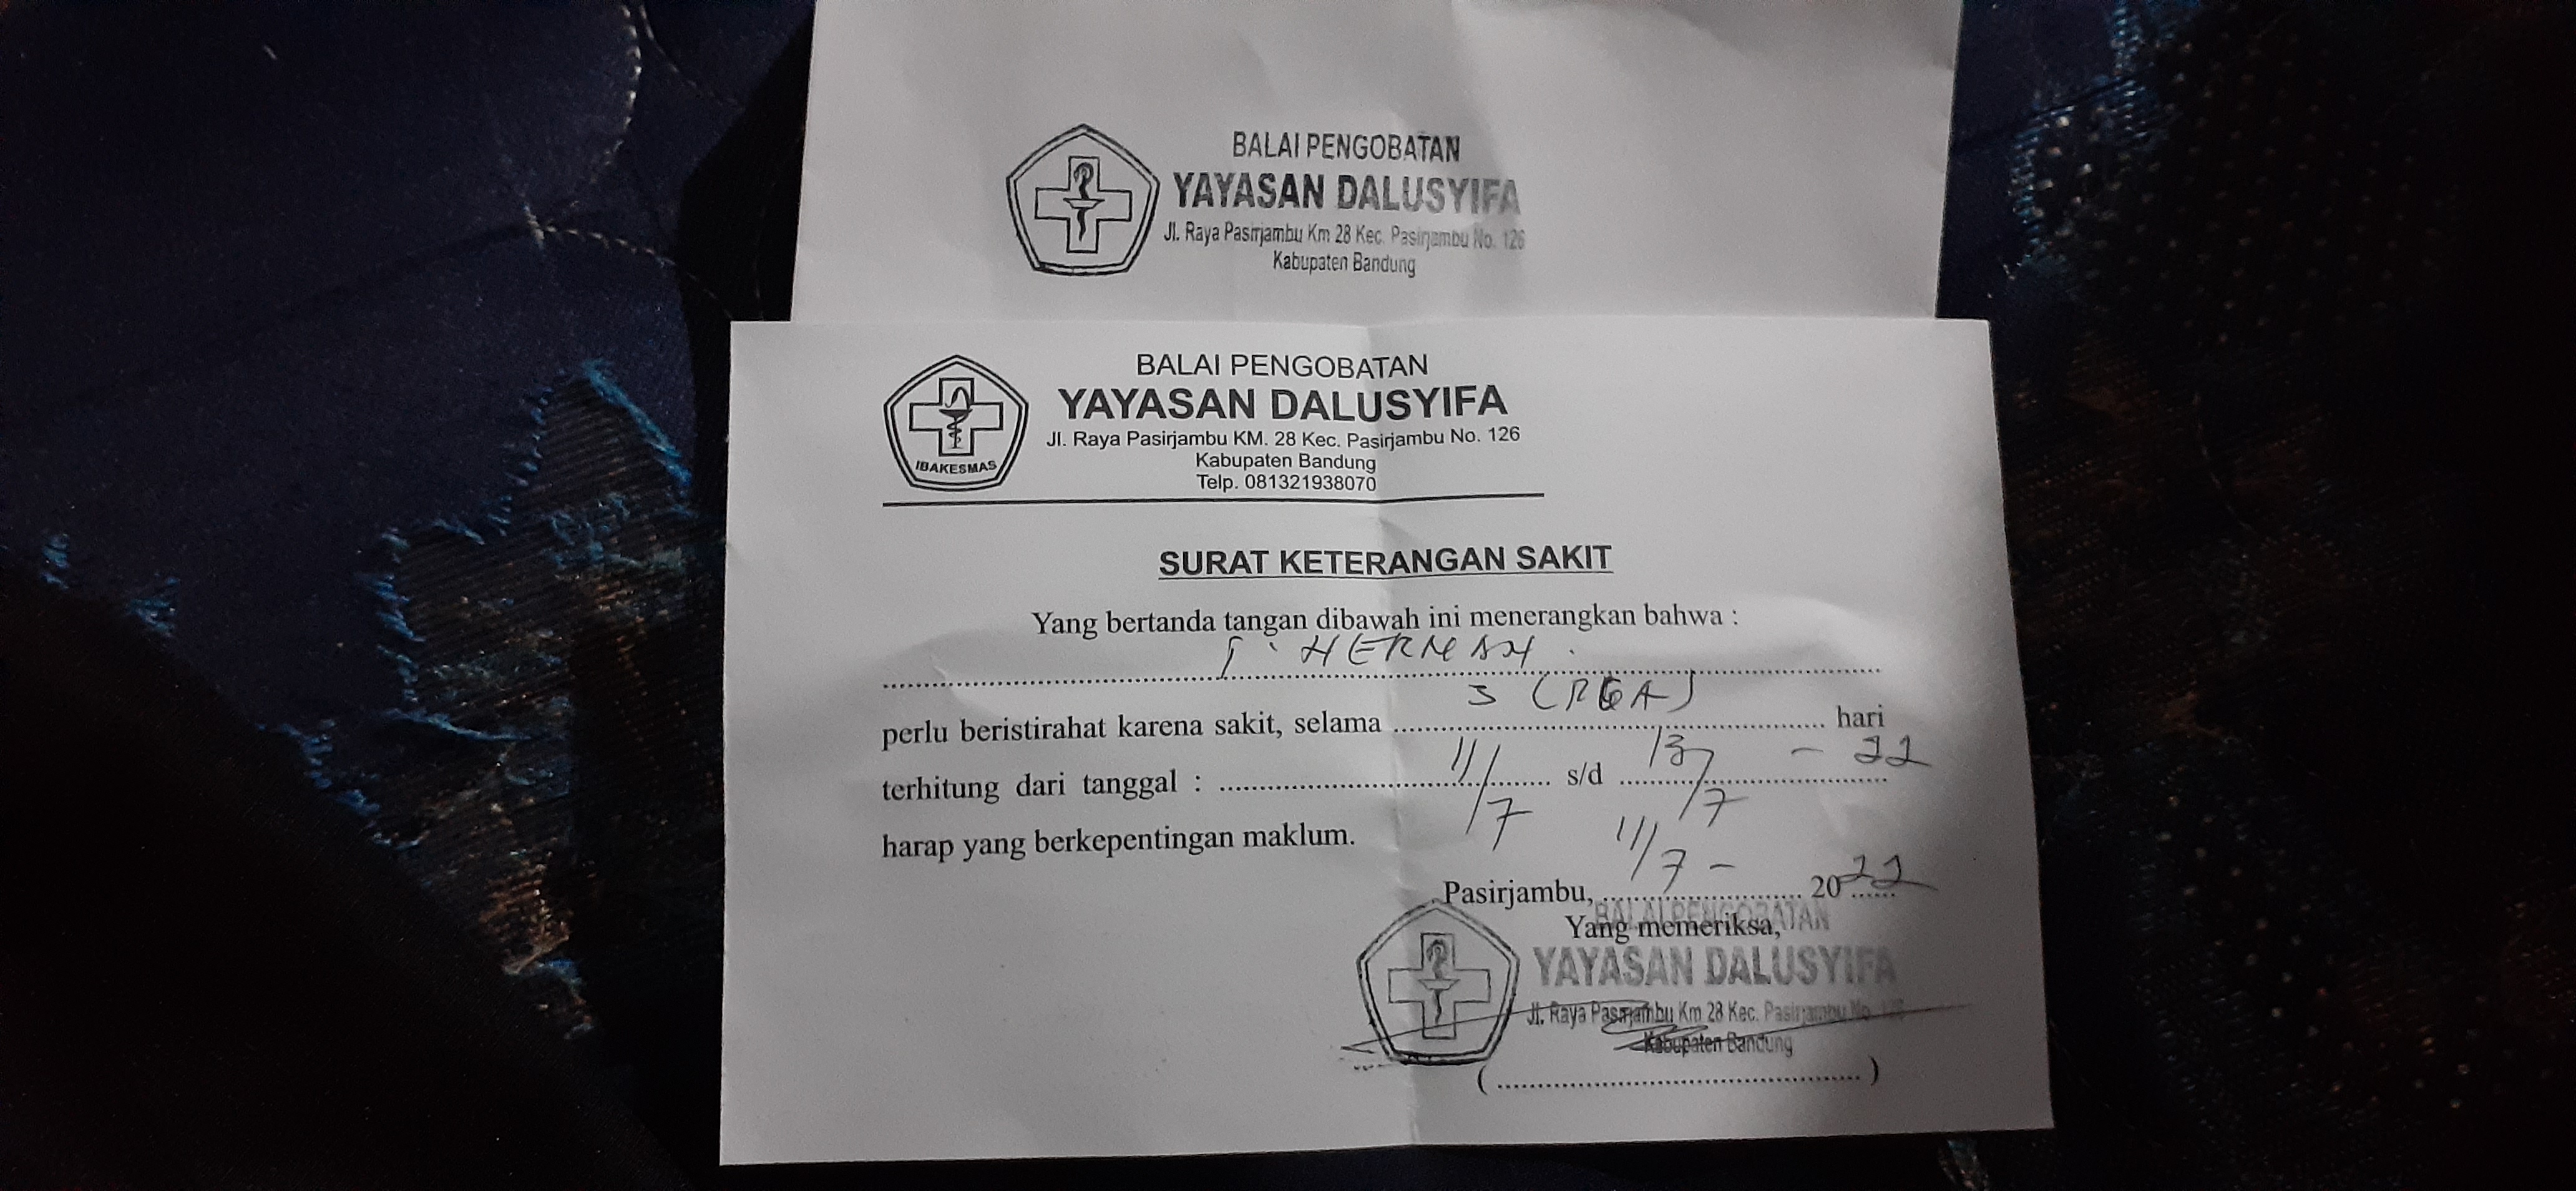 BALAI PENGOBATAN
YAYASAN DALUSYIFA
Jl. Raya Pasirjambu Km 28 Kec. Pasirjambu No. 126
Kabupaten Bandung
BALAI PENGOBATAN
YAYASAN DALUSYIFA
Jl. Raya Pasirjambu KM. 28 Kec. Pasirjambu No. 126
Kabupaten Bandung
Telp. 081321938070
IBAKESMAS
SURAT KETERANGAN SAKIT
Yang bertanda tangan dibawah ini menerangkan bahwa :
HERMAN
perlu beristirahat karena sakit, selama 3 hari
terhitung dari tanggal : 11/7 s/d 13/7 - 22
harap yang berkepentingan maklum.
Pasirjambu, 11/7 - 2022
Yang memeriksa,
BALAI PENGOBATAN
YAYASAN DALUSYIFA
Jl. Raya Pasirjambu Km 28 Kec. Pasirjambu No. 126
Kabupaten Bandung